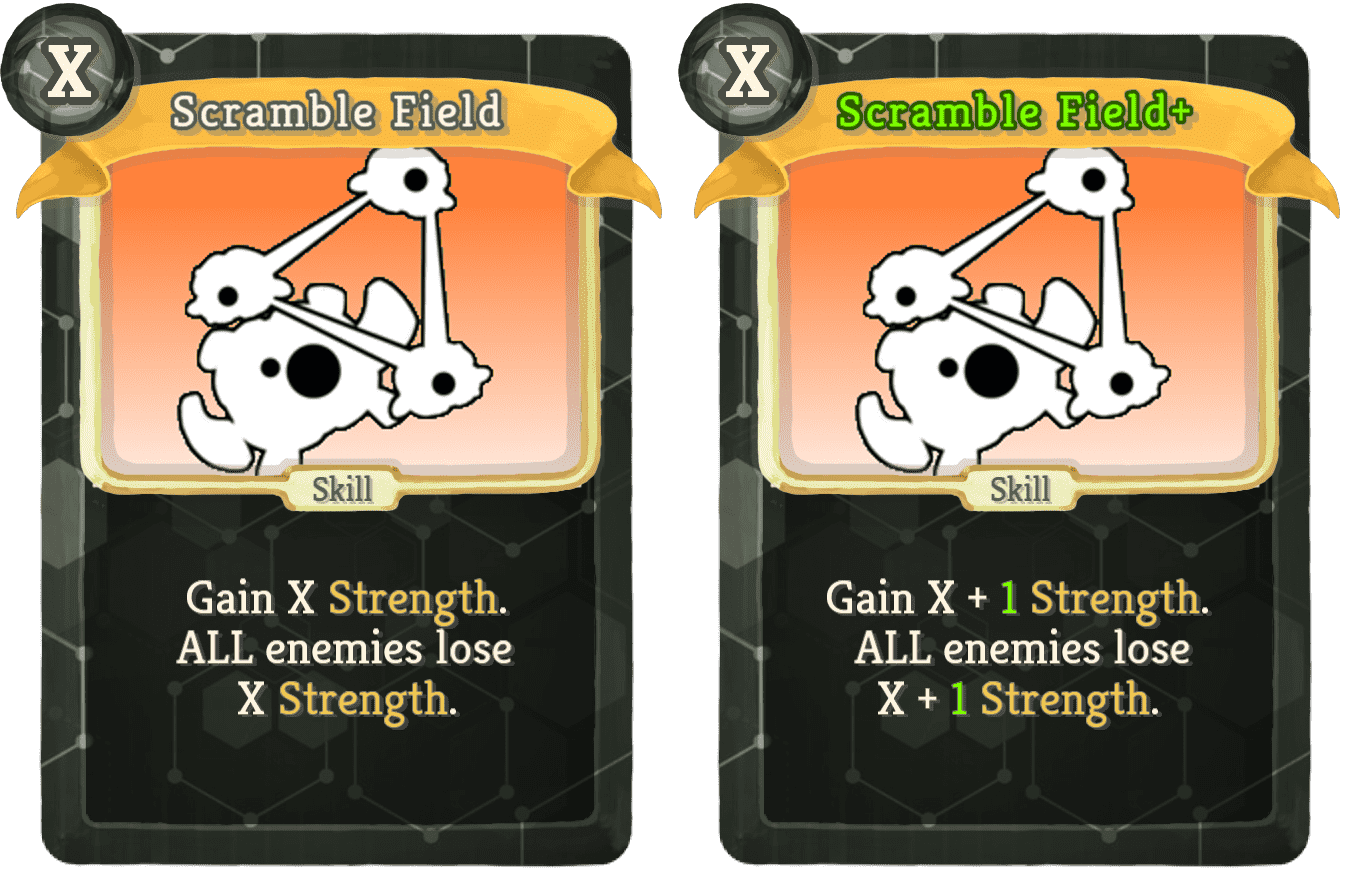 X
Scramble Field
Skill
Gain X Strength.
ALL enemies lose
X Strength.
X
Scramble Field+
Skill
Gain X + 1 Strength.
ALL enemies lose
X + 1 Strength.